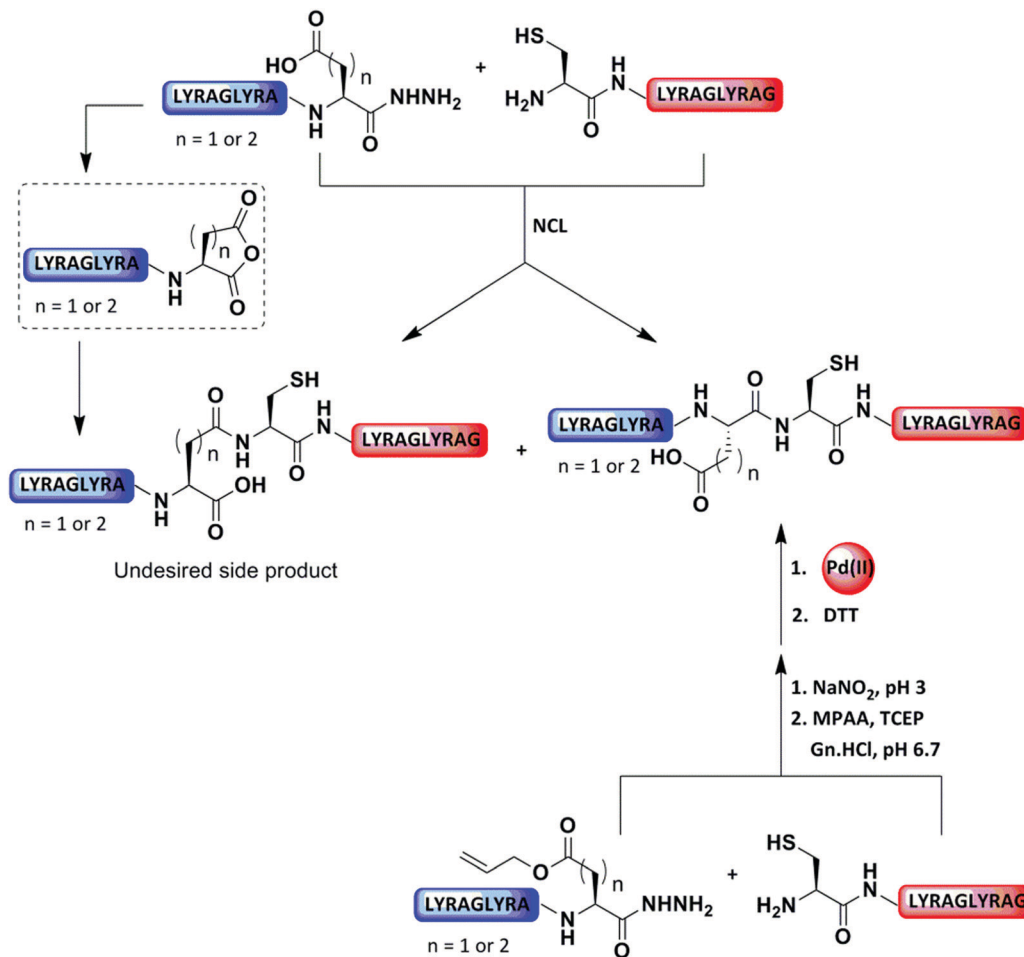 O
HO
n
HS
+
H
N
LYRAGLYRA
N
H
NHNH₂
O
H₂N
O
LYRAGLYRAG
n = 1 or 2
NCL
O
n
O
LYRAGLYRA
N
H
O
n = 1 or 2
SH
O
H
N
n
N
H
O
LYRAGLYRAG
LYRAGLYRA
N
H
OH
O
n = 1 or 2
Undesired side product
+
SH
H
N
O
H
N
LYRAGLYRA
N
H
O
LYRAGLYRAG
n = 1 or 2
HO
n
O
1. Pd(II)
2. DTT
1. NaNO₂, pH 3
2. MPAA, TCEP
Gn.HCl, pH 6.7
O
O
n
HS
+
H
N
LYRAGLYRA
N
H
NHNH₂
O
H₂N
O
LYRAGLYRAG
n = 1 or 2